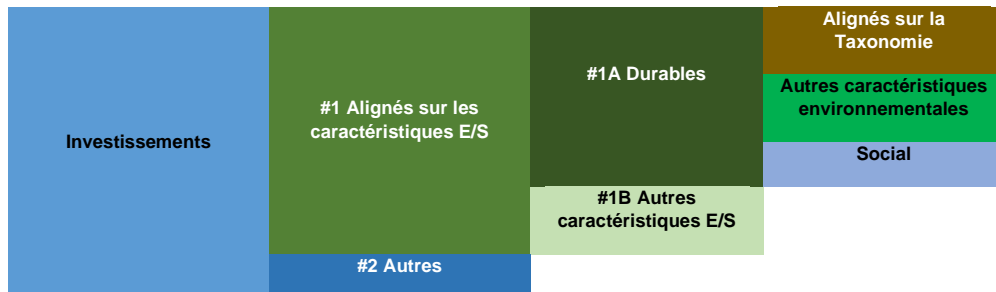 Investissements
#1 Alignés sur les
caractéristiques E/S
#2 Autres
#1A Durables
#1B Autres
caractéristiques E/S
Alignés sur la
Taxonomie
Autres caractéristiques
environnementales
Social